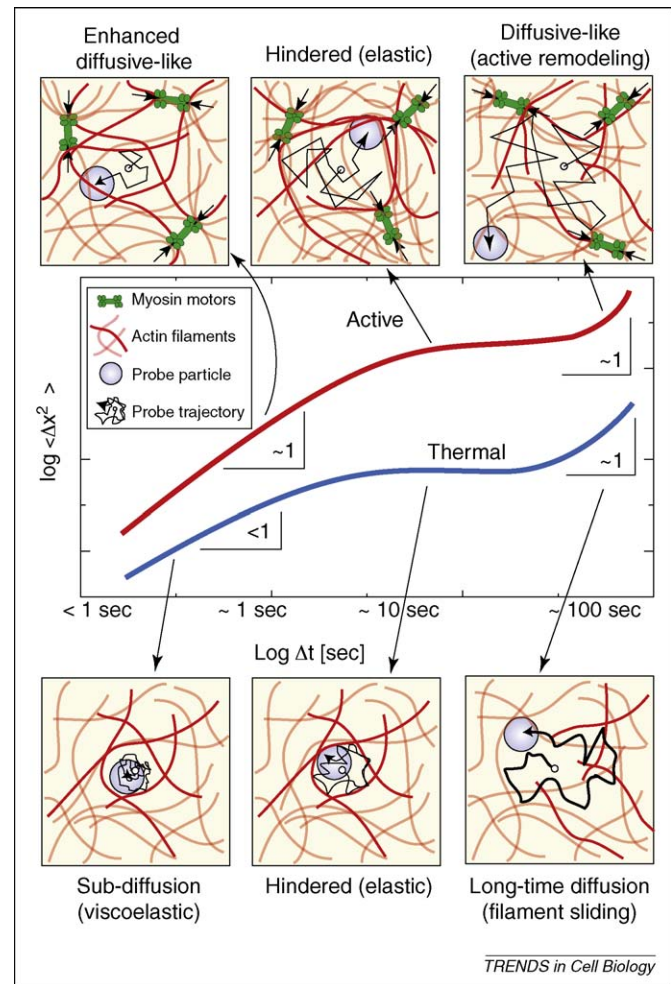 Enhanced
diffusive-like
Hindered (elastic)
Diffusive-like
(active remodeling)
Myosin motors
Actin filaments
Probe particle
Probe trajectory
Active
~1
~1
Thermal
<1
~1
log <Δx² >
< 1 sec
~ 1 sec
~ 10 sec
~ 100 sec
Log Δt [sec]
Sub-diffusion
(viscoelastic)
Hindered (elastic)
Long-time diffusion
(filament sliding)
TRENDS in Cell Biology